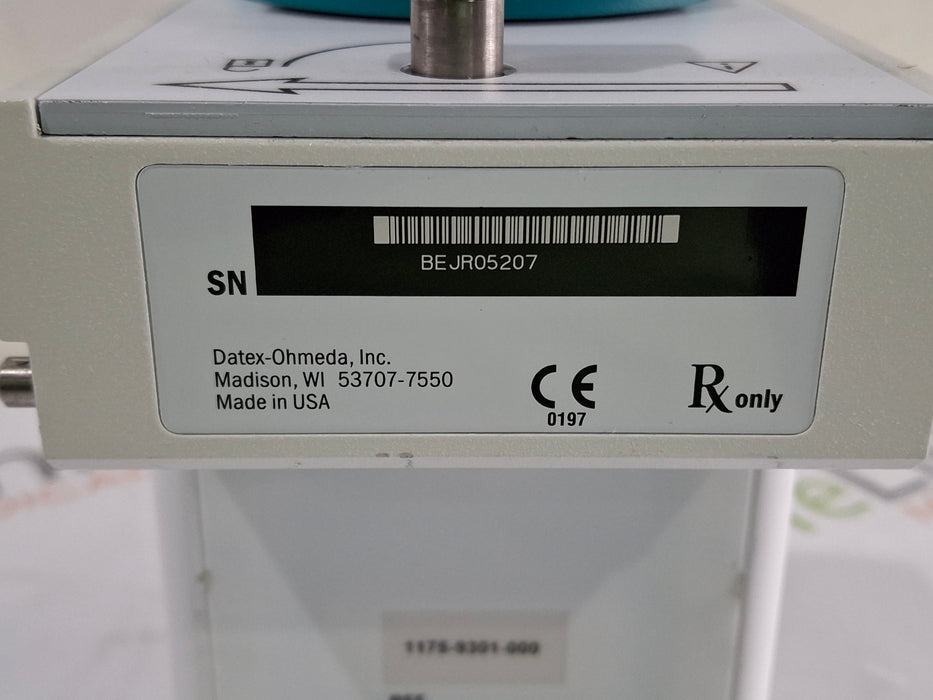 SN
BEJR05207
Datex-Ohmeda, Inc.
Madison, WI 53707-7550
Made in USA
CE
0197
Rx only
1175-9301-000